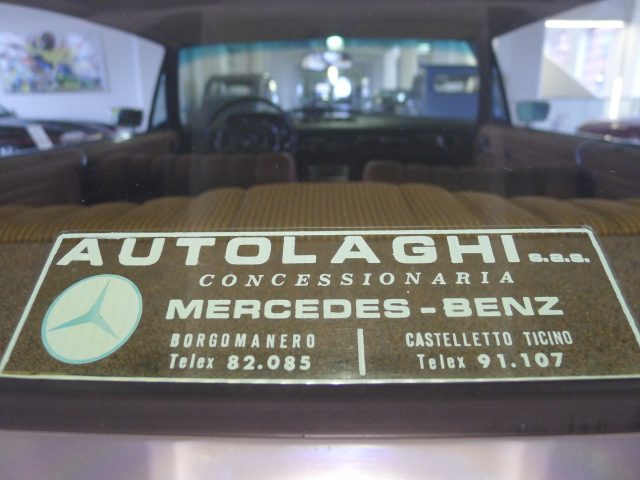 AUTOLAGHI s.a.s.
CONCESSIONARIA
MERCEDES-BENZ
BORGOMANERO
Telex 82.085
CASTELLETTO TICINO
Telex 91.107